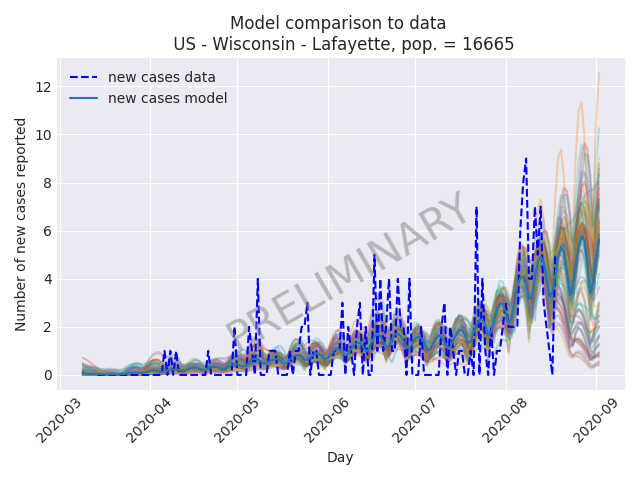 Model comparison to data
US - Wisconsin - Lafayette, pop. = 16665
new cases data
new cases model
PRELIMINARY
Number of new cases reported
12
10
8
6
4
2
0
2020-03
2020-04
2020-05
2020-06
2020-07
2020-08
2020-09
Day